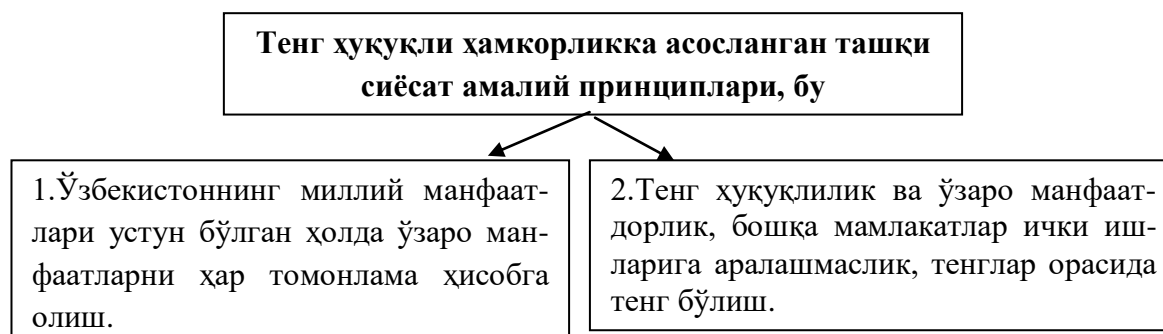 Тенг ҳуқуқли ҳамкорликка асосланган ташқи
сиёсат амалий принциплари, бу
1.Ўзбекистоннинг миллий манфаат-
лари устун бўлган ҳолда ўзаро ман-
фаатларни ҳар томонлама ҳисобга
олиш.
2.Тенг ҳуқуқлилик ва ўзаро манфаат-
дорлик, бошқа мамлакатлар ички иш-
ларига аралашмаслик, тенглар орасида
тенг бўлиш.